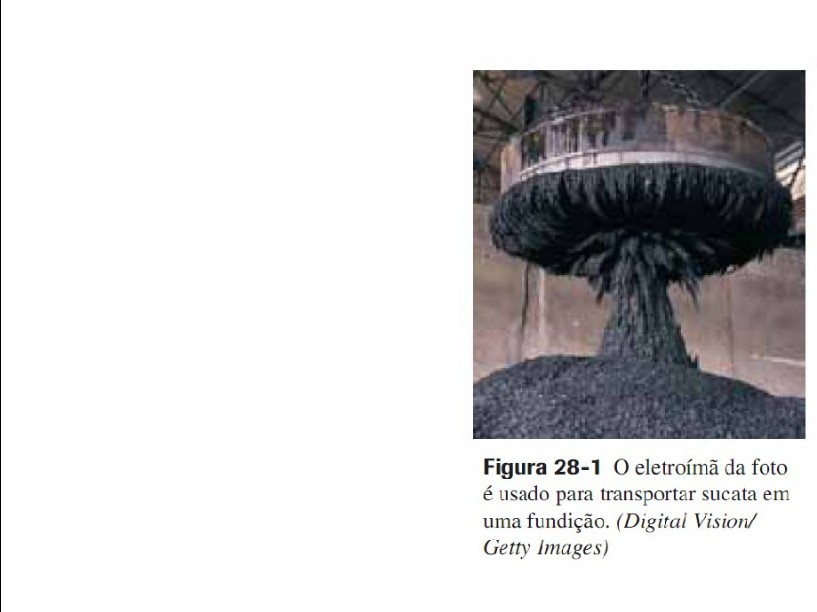 Figura 28-1 O eletroímã da foto
é usado para transportar sucata em
uma fundição. (Digital Vision/
Getty Images)